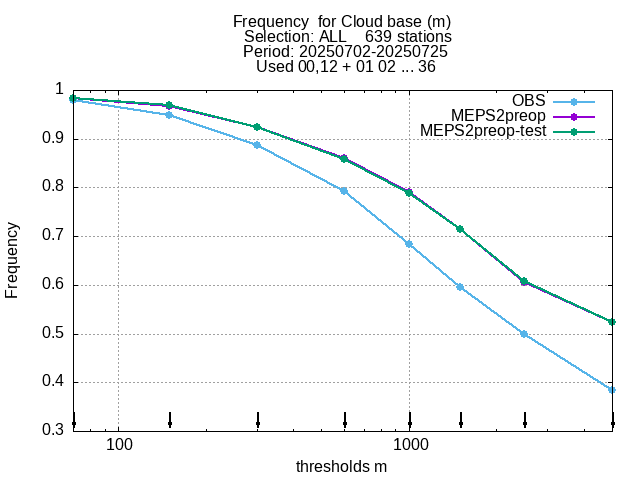 Frequency  for Cloud base (m)
Selection: ALL    639 stations
Period: 20250702-20250725
Used 00,12 + 01 02 ... 36
OBS
MEPS2preop
MEPS2preop-test
1
0.9
0.8
0.7
0.6
0.5
0.4
0.3
Frequency
100
1000
thresholds m